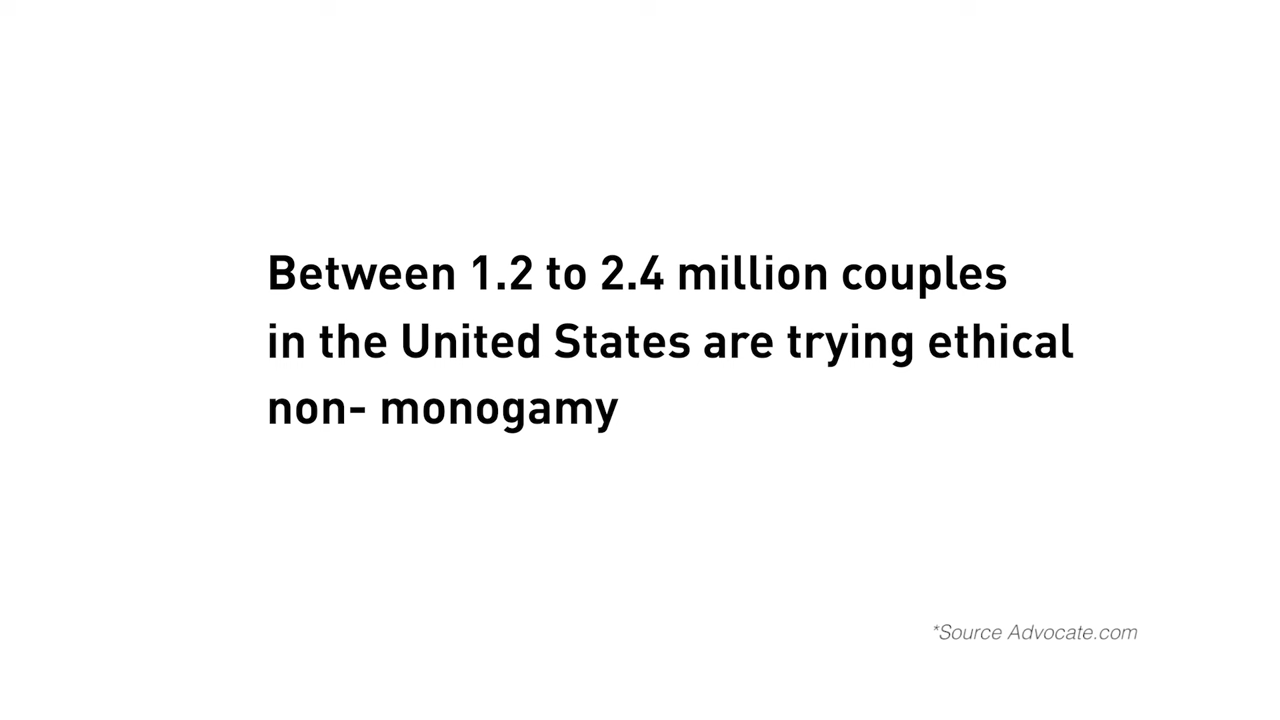 Between 1.2 to 2.4 million couples
in the United States are trying ethical
non- monogamy
*Source Advocate.com